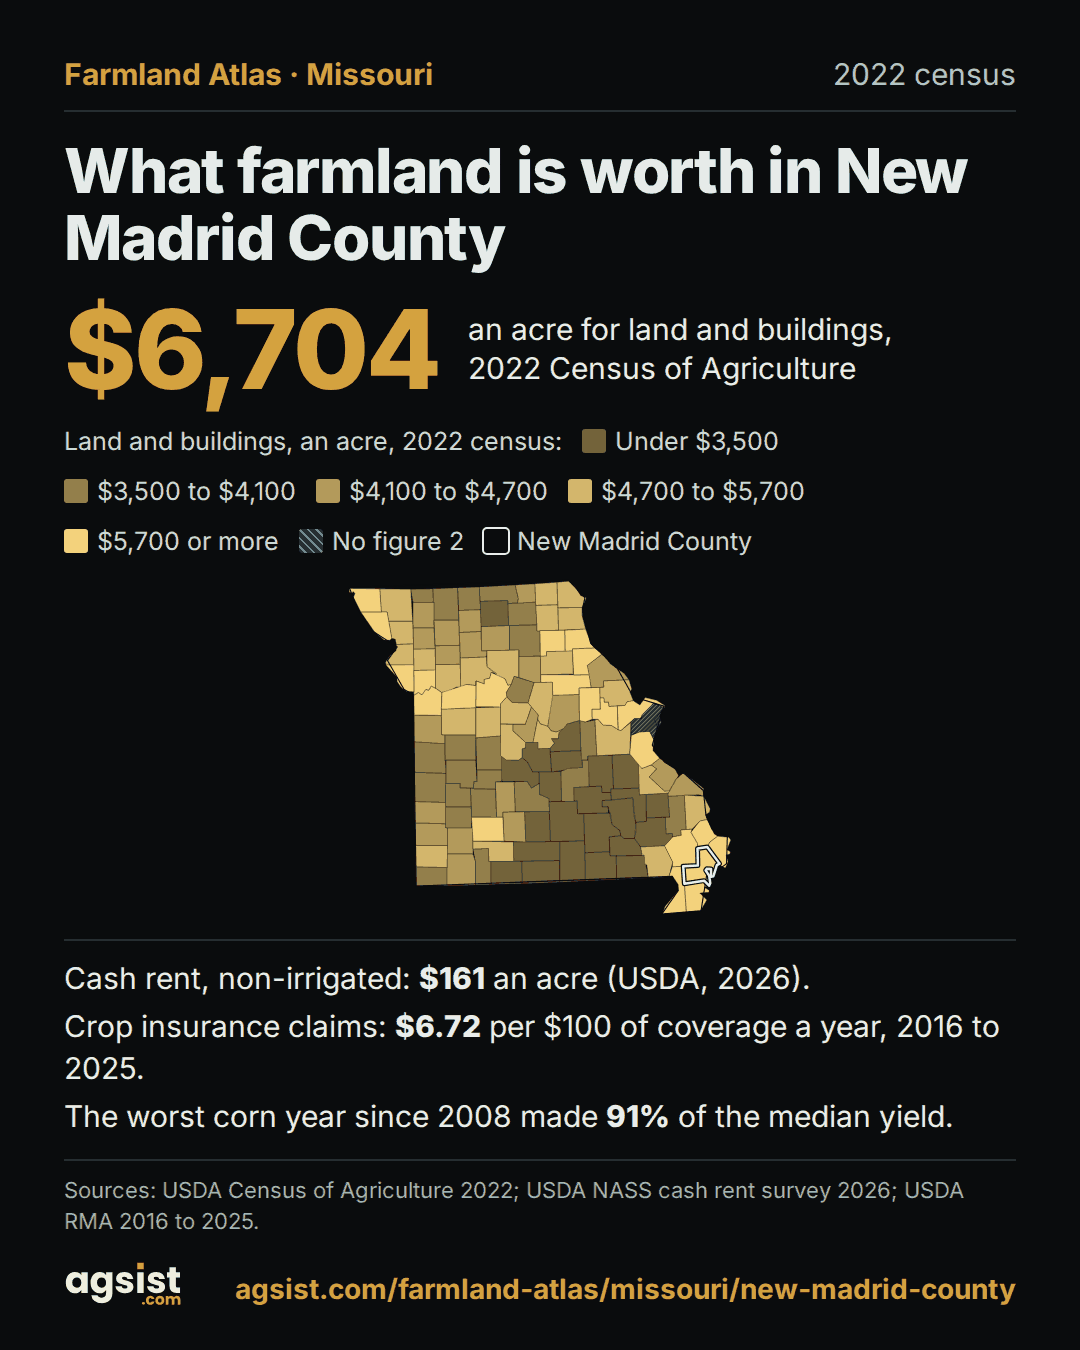 Farmland Atlas · Missouri
2022 census
What farmland is worth in New
Madrid County
$6,704
an acre for land and buildings,
2022 Census of Agriculture
Land and buildings, an acre, 2022 census: Under $3,500
$3,500 to $4,100 $4,100 to $4,700 $4,700 to $5,700
$5,700 or more No figure 2 New Madrid County
Cash rent, non-irrigated: $161 an acre (USDA, 2026).
Crop insurance claims: $6.72 per $100 of coverage a year, 2016 to
2025.
The worst corn year since 2008 made 91% of the median yield.
Sources: USDA Census of Agriculture 2022; USDA NASS cash rent survey 2026; USDA
RMA 2016 to 2025.
agsist
.com
agsist.com/farmland-atlas/missouri/new-madrid-county